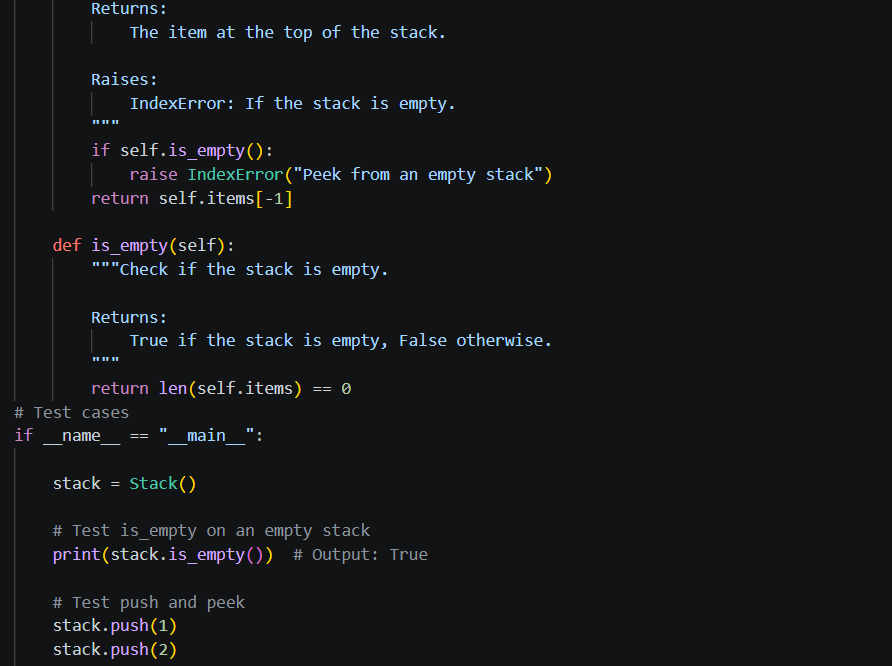 Returns:
            The item at the top of the stack.

        Raises:
            IndexError: If the stack is empty.
        """
        if self.is_empty():
            raise IndexError("Peek from an empty stack")
        return self.items[-1]

    def is_empty(self):
        """Check if the stack is empty.

        Returns:
            True if the stack is empty, False otherwise.
        """
        return len(self.items) == 0
# Test cases
if __name__ == "__main__":

    stack = Stack()

    # Test is_empty on an empty stack
    print(stack.is_empty())  # Output: True

    # Test push and peek
    stack.push(1)
    stack.push(2)